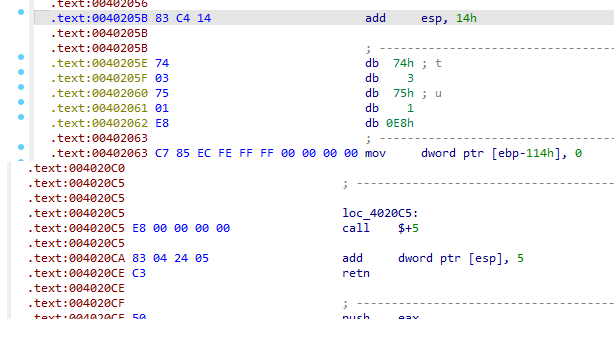 .text:00402056
.text:0040205B 83 C4 14 add esp, 14h
.text:0040205B
.text:0040205B ; ---------------------------------
.text:0040205E 74 db 74h ; t
.text:0040205F 03 db 3
.text:00402060 75 db 75h ; u
.text:00402061 01 db 1
.text:00402062 E8 db 0E8h
.text:00402063 ; ---------------------------------
.text:00402063 C7 85 EC FE FF FF 00 00 00 00 mov dword ptr [ebp-114h], 0
.text:004020C0
.text:004020C5 ; ------------------------------------
.text:004020C5
.text:004020C5 loc_4020C5:
.text:004020C5 E8 00 00 00 00 call $+5
.text:004020C5
.text:004020CA 83 04 24 05 add dword ptr [esp], 5
.text:004020CE C3 retn
.text:004020CE
.text:004020CF ; ------------------------------------
.text:004020CF 50 push eax